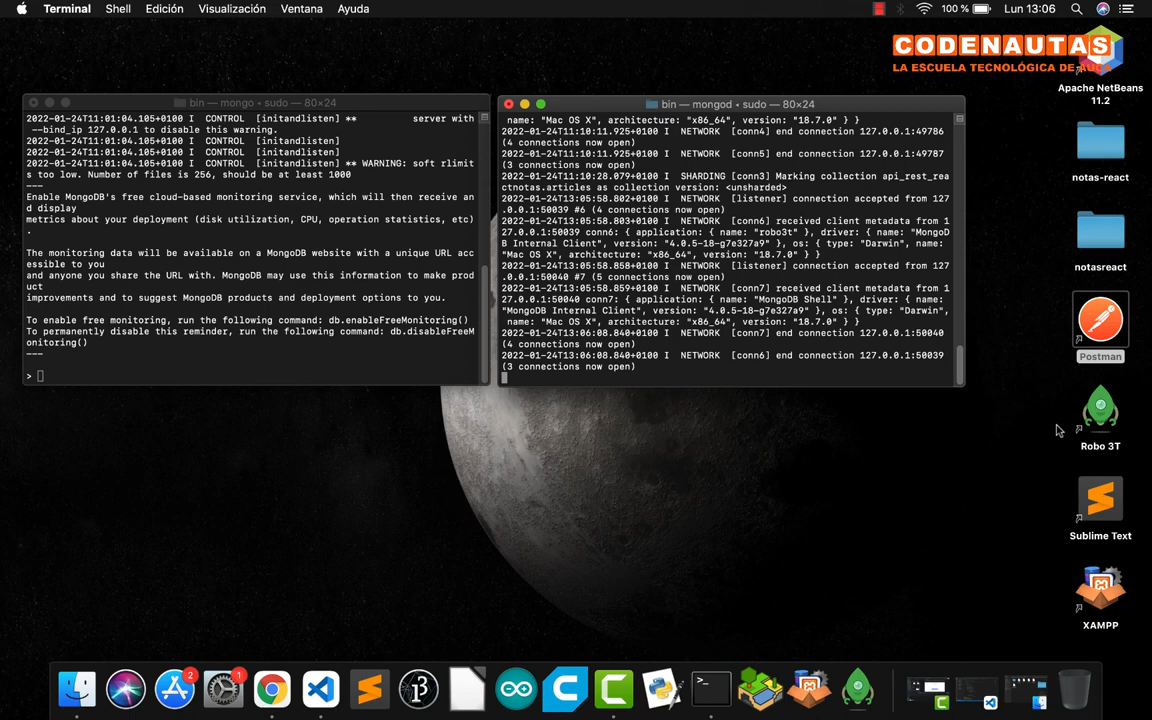 Terminal Shell Edición Visualización Ventana Ayuda 100 % Lun 13:06
CODENAUTAS
LA ESCUELA TECNOLÓGICA DE
bin — mongo • sudo — 80×24
2022-01-24T11:01:04.105+0100 I  CONTROL  [initandlisten] **          server with
 --bind_ip 127.0.0.1 to disable this warning.
2022-01-24T11:01:04.105+0100 I  CONTROL  [initandlisten]
2022-01-24T11:01:04.105+0100 I  CONTROL  [initandlisten]
2022-01-24T11:01:04.105+0100 I  CONTROL  [initandlisten] ** WARNING: soft rlimit
s too low. Number of files is 256, should be at least 1000
---
Enable MongoDB's free cloud-based monitoring service, which will then receive an
d display
metrics about your deployment (disk utilization, CPU, operation statistics, etc)
.
The monitoring data will be available on a MongoDB website with a unique URL acc
essible to you
and anyone you share the URL with. MongoDB may use this information to make prod
uct
improvements and to suggest MongoDB products and deployment options to you.
To enable free monitoring, run the following command: db.enableFreeMonitoring()
To permanently disable this reminder, run the following command: db.disableFreeM
onitoring()
---
>
bin — mongod • sudo — 80×24
 name: "Mac OS X", architecture: "x86_64", version: "18.7.0" } }
2022-01-24T11:10:11.925+0100 I  NETWORK  [conn4] end connection 127.0.0.1:49786
(4 connections now open)
2022-01-24T11:10:11.925+0100 I  NETWORK  [conn5] end connection 127.0.0.1:49787
(3 connections now open)
2022-01-24T11:10:28.079+0100 I  SHARDING [conn3] Marking collection api_rest_rea
ctnotas.articles as collection version: <unsharded>
2022-01-24T13:05:58.802+0100 I  NETWORK  [listener] connection accepted from 127
.0.0.1:50039 #6 (4 connections now open)
2022-01-24T13:05:58.803+0100 I  NETWORK  [conn6] received client metadata from 1
27.0.0.1:50039 conn6: { application: { name: "robo3t" }, driver: { name: "MongoD
B Internal Client", version: "4.0.5-18-g7e327a9" }, os: { type: "Darwin", name:
"Mac OS X", architecture: "x86_64", version: "18.7.0" } }
2022-01-24T13:05:58.858+0100 I  NETWORK  [listener] connection accepted from 127
.0.0.1:50040 #7 (5 connections now open)
2022-01-24T13:05:58.859+0100 I  NETWORK  [conn7] received client metadata from 1
27.0.0.1:50040 conn7: { application: { name: "MongoDB Shell" }, driver: { name:
"MongoDB Internal Client", version: "4.0.5-18-g7e327a9" }, os: { type: "Darwin",
 name: "Mac OS X", architecture: "x86_64", version: "18.7.0" } }
2022-01-24T13:06:08.840+0100 I  NETWORK  [conn7] end connection 127.0.0.1:50040
(4 connections now open)
2022-01-24T13:06:08.840+0100 I  NETWORK  [conn6] end connection 127.0.0.1:50039
(3 connections now open)
Apache NetBeans
11.2
notas-react
notasreact
Postman
Robo 3T
Sublime Text
XAMPP
2
1
>_